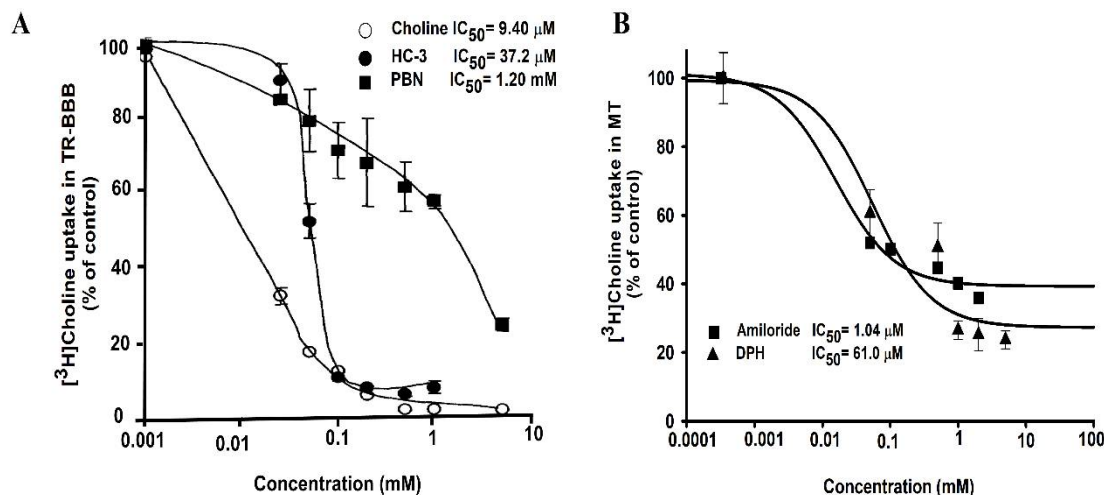 A
[³H]Choline uptake in TR-BBB
(% of control)
100
80
60
40
20
0
0.001
0.01
0.1
1
10
Concentration (mM)
Choline IC50= 9.40 μM
HC-3 IC50= 37.2 μM
PBN IC50= 1.20 mM
B
[³H]Choline uptake in MT
(% of control)
100
80
60
40
20
0
0.0001
0.001
0.01
0.1
1
10
100
Concentration (mM)
Amiloride IC50= 1.04 μM
DPH IC50= 61.0 μM